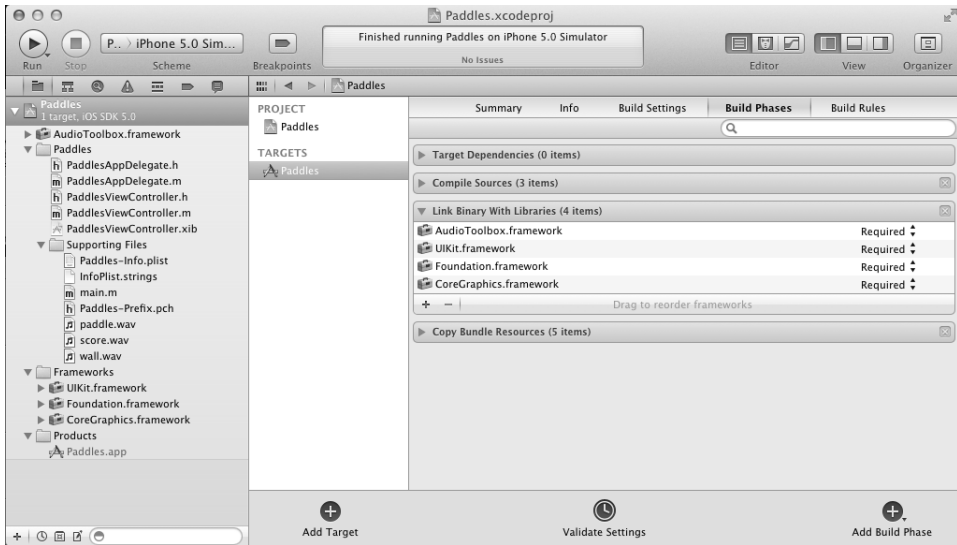 Paddles.xcodeproj
P.. iPhone 5.0 Sim...
Finished running Paddles on iPhone 5.0 Simulator
No Issues
Run Stop Scheme Breakpoints Editor View Organizer
Paddles
Paddles
1 target, iOS SDK 5.0
AudioToolbox.framework
Paddles
PaddlesAppDelegate.h
PaddlesAppDelegate.m
PaddlesViewController.h
PaddlesViewController.m
PaddlesViewController.xib
Supporting Files
Paddles-Info.plist
InfoPlist.strings
main.m
Paddles-Prefix.pch
paddle.wav
score.wav
wall.wav
Frameworks
UIKit.framework
Foundation.framework
CoreGraphics.framework
Products
Paddles.app
PROJECT
Paddles
TARGETS
Paddles
Summary Info Build Settings Build Phases Build Rules
Target Dependencies (0 items)
Compile Sources (3 items)
Link Binary With Libraries (4 items)
AudioToolbox.framework Required
UIKit.framework Required
Foundation.framework Required
CoreGraphics.framework Required
+ − Drag to reorder frameworks
Copy Bundle Resources (5 items)
Add Target Validate Settings Add Build Phase